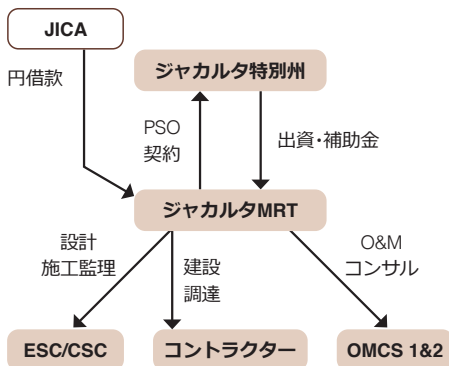 JICA
円借款
ジャカルタ特別州
PSO
契約
出資・補助金
ジャカルタMRT
設計
施工監理
建設
調達
O&M
コンサル
ESC/CSC
コントラクター
OMCS 1&2